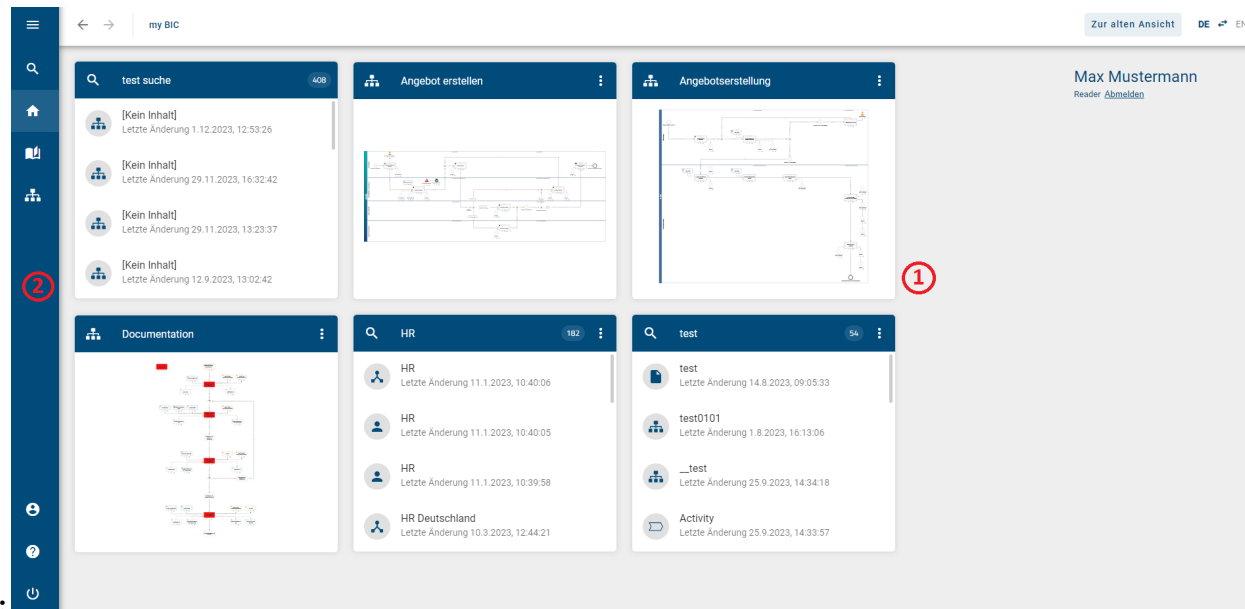 my BIC
Zur alten Ansicht
DE
EN
test suche
408
[Kein Inhalt]
Letzte Änderung 1.12.2023, 12:53:26
[Kein Inhalt]
Letzte Änderung 29.11.2023, 16:32:42
[Kein Inhalt]
Letzte Änderung 29.11.2023, 13:23:37
[Kein Inhalt]
Letzte Änderung 12.9.2023, 13:02:42
Angebot erstellen
Angebotserstellung
Max Mustermann
Reader Abmelden
2
1
Documentation
HR
182
HR
Letzte Änderung 11.1.2023, 10:40:06
HR
Letzte Änderung 11.1.2023, 10:40:05
HR
Letzte Änderung 11.1.2023, 10:39:58
HR Deutschland
Letzte Änderung 10.3.2023, 12:44:21
test
54
test
Letzte Änderung 14.8.2023, 09:05:33
test0101
Letzte Änderung 1.8.2023, 16:13:06
__test
Letzte Änderung 25.9.2023, 14:34:18
Activity
Letzte Änderung 25.9.2023, 14:33:57